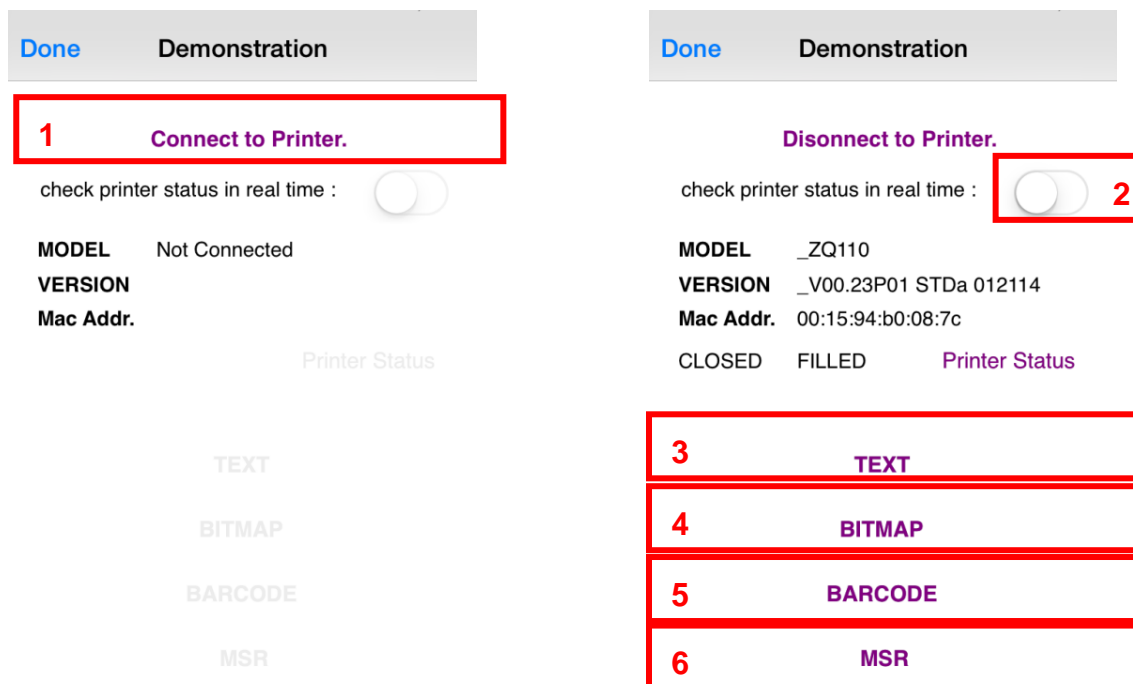 Done Demonstration
1 Connect to Printer.
check printer status in real time :
MODEL Not Connected
VERSION
Mac Addr.
Printer Status
TEXT
BITMAP
BARCODE
MSR
Done Demonstration
Disonnect to Printer.
check printer status in real time : 2
MODEL _ZQ110
VERSION _V00.23P01 STDa 012114
Mac Addr. 00:15:94:b0:08:7c
CLOSED FILLED Printer Status
3 TEXT
4 BITMAP
5 BARCODE
6 MSR